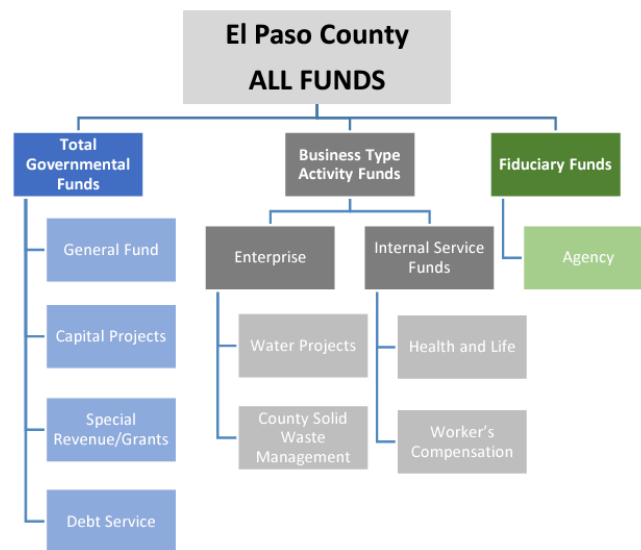 El Paso County
ALL FUNDS
Total
Governmental
Funds
Business Type
Activity Funds
Fiduciary Funds
General Fund
Capital Projects
Special
Revenue/Grants
Debt Service
Enterprise
Internal Service
Funds
Water Projects
County Solid
Waste
Management
Health and Life
Worker’s
Compensation
Agency